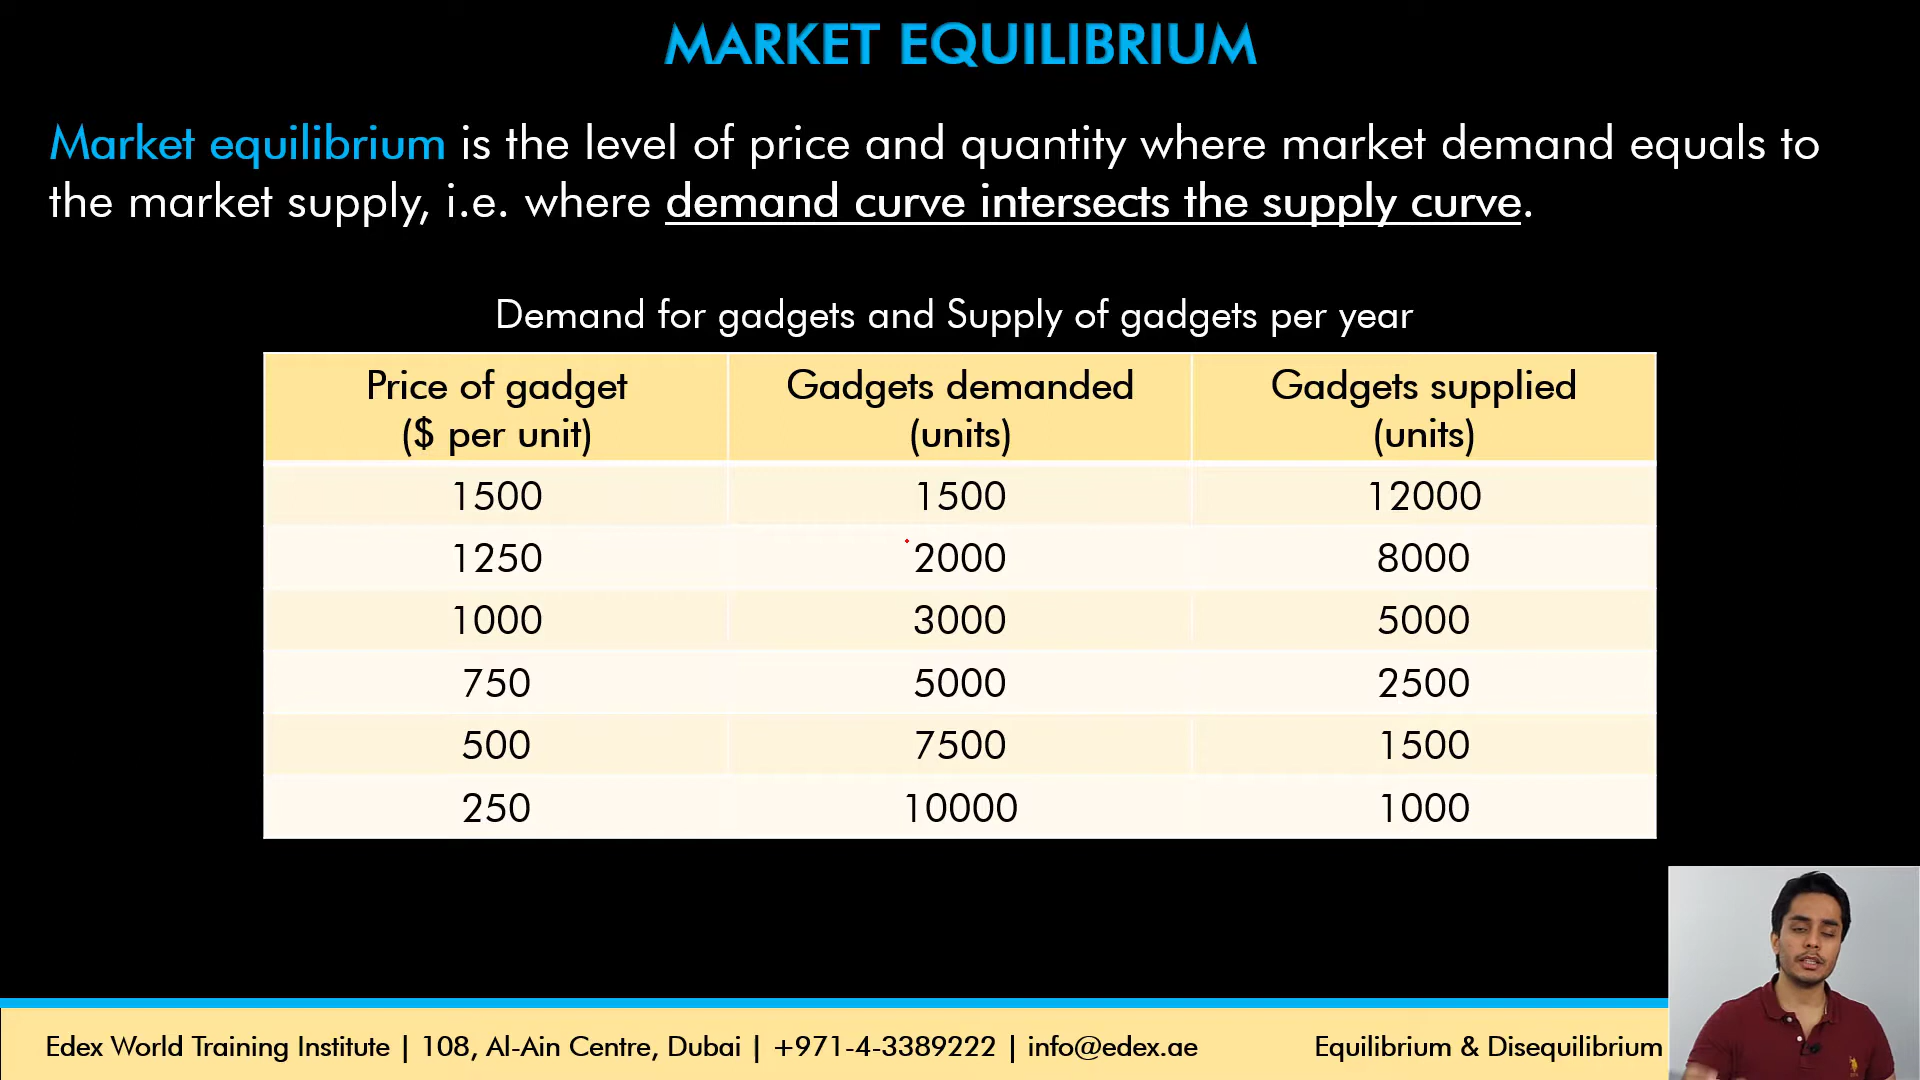 MARKET EQUILIBRIUM
Market equilibrium is the level of price and quantity where market demand equals to
the market supply, i.e. where demand curve intersects the supply curve.
Demand for gadgets and Supply of gadgets per year
Price of gadget ($ per unit) Gadgets demanded (units) Gadgets supplied (units)
1500 1500 12000
1250 2000 8000
1000 3000 5000
750 5000 2500
500 7500 1500
250 10000 1000
Edex World Training Institute | 108, Al-Ain Centre, Dubai | +971-4-3389222 | info@edex.ae Equilibrium & Disequilibrium